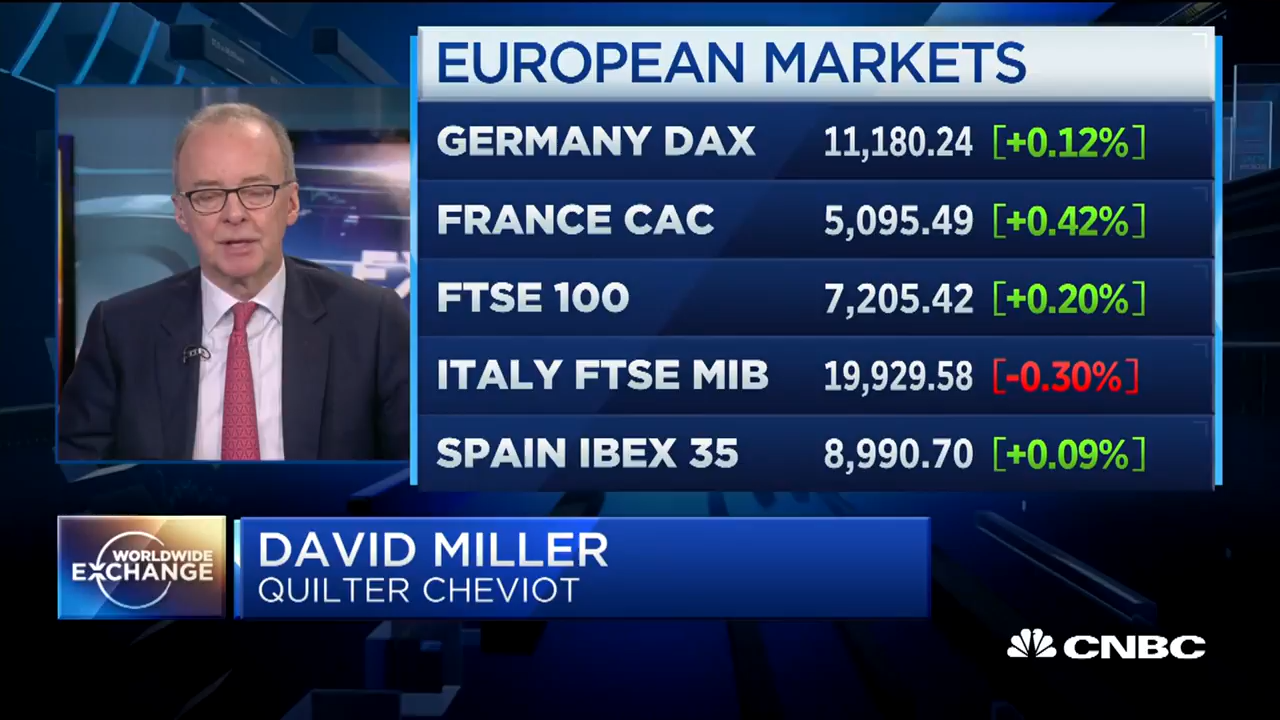 EUROPEAN MARKETS
GERMANY DAX 11,180.24 [+0.12%]
FRANCE CAC 5,095.49 [+0.42%]
FTSE 100 7,205.42 [+0.20%]
ITALY FTSE MIB 19,929.58 [-0.30%]
SPAIN IBEX 35 8,990.70 [+0.09%]
WORLDWIDE
EXCHANGE
DAVID MILLER
QUILTER CHEVIOT
CNBC